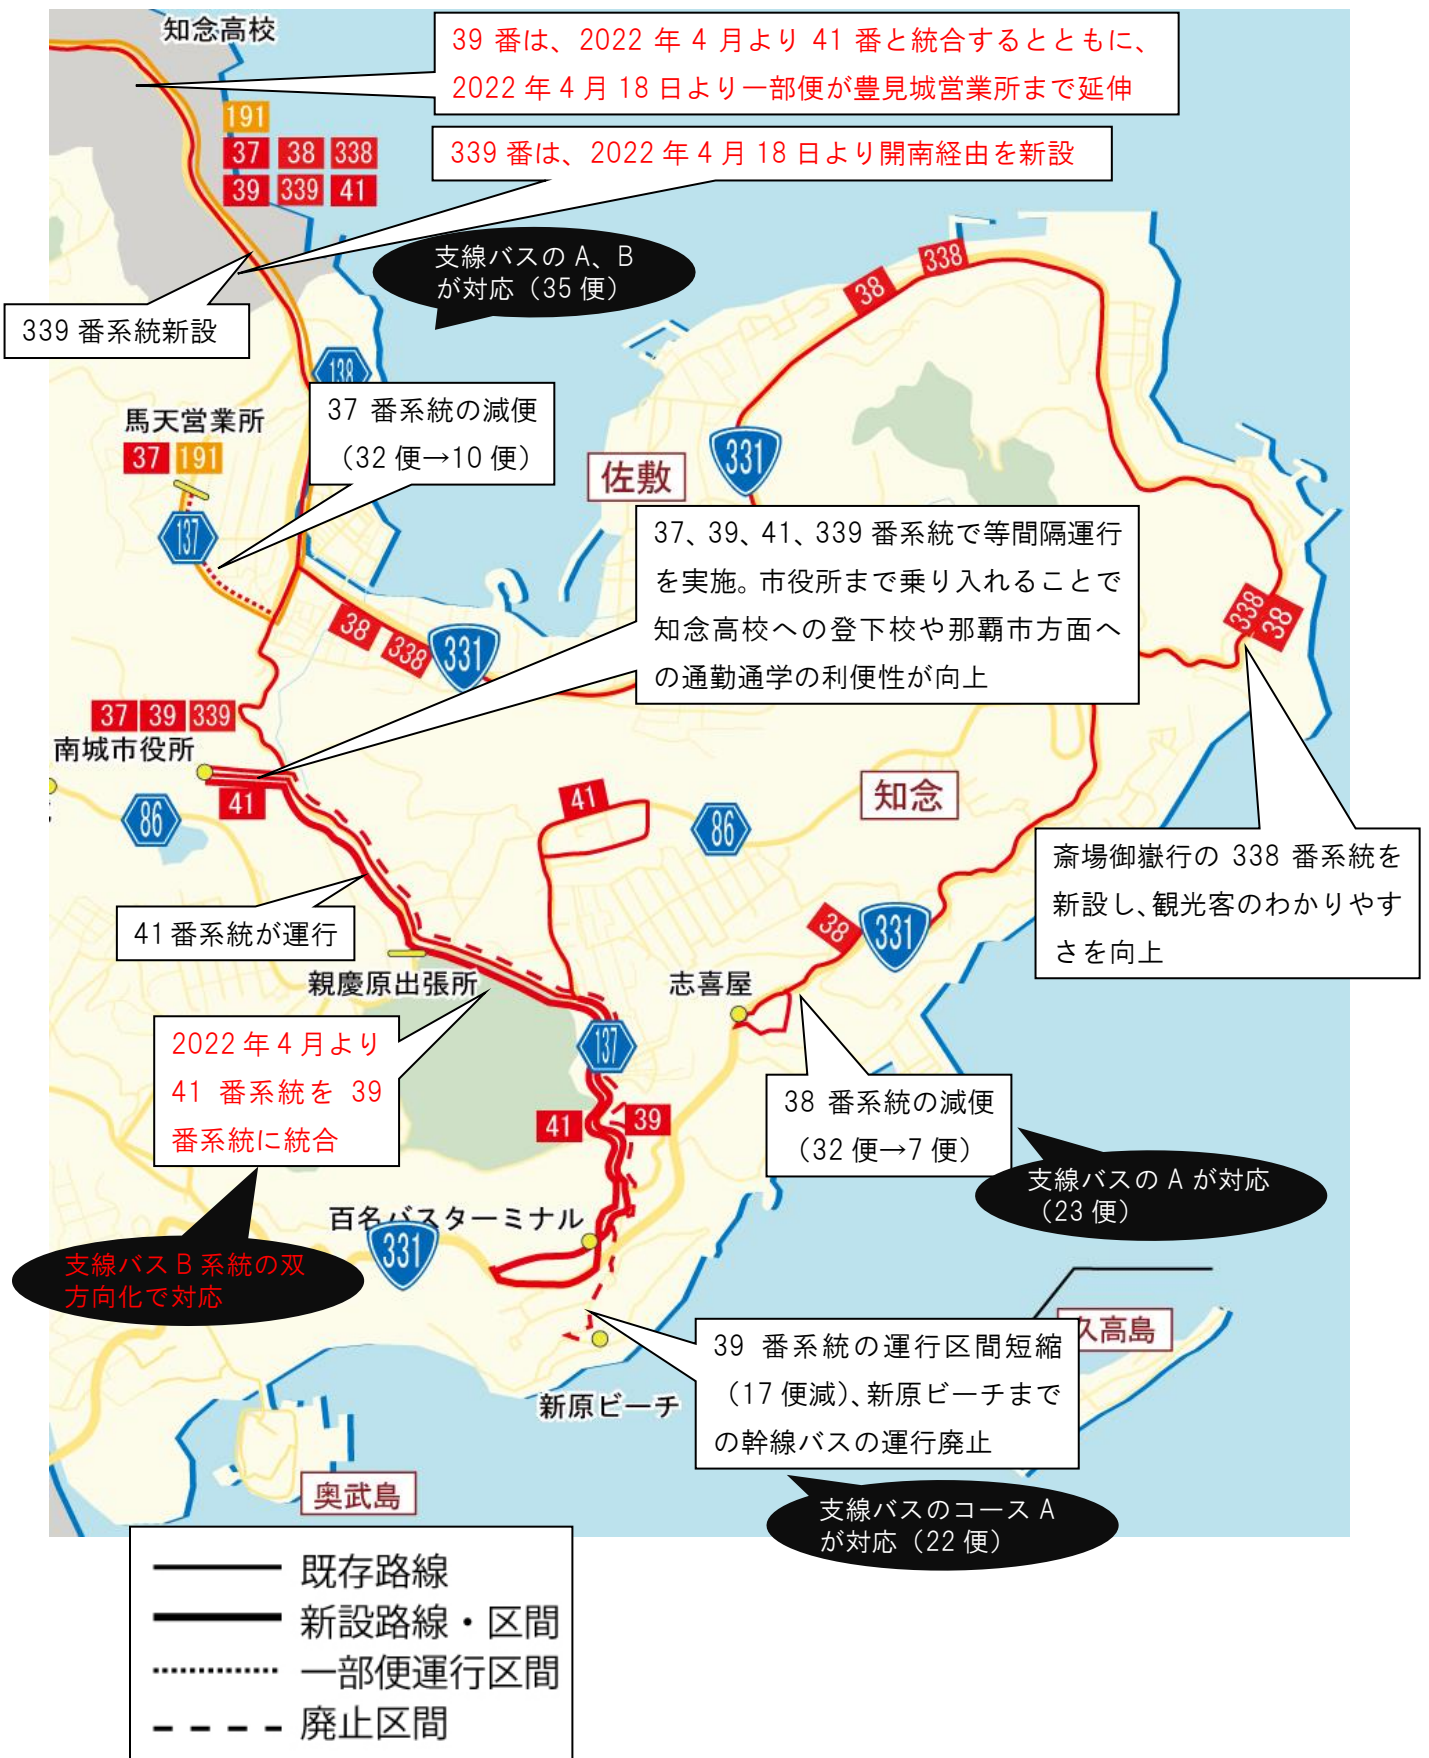 知念高校
39 番は、2022 年 4 月より 41 番と統合するとともに、
2022 年 4 月 18 日より一部便が豊見城営業所まで延伸
191
37 38 338
39 339 41
339 番は、2022 年 4 月 18 日より開南経由を新設
支線バスの A、B
が対応（35 便）
38
338
339 番系統新設
138
37 番系統の減便
（32 便→10 便）
馬天営業所
37 191
137
331
佐敷
37、39、41、339 番系統で等間隔運行
を実施。市役所まで乗り入れることで
知念高校への登下校や那覇市方面へ
の通勤通学の利便性が向上
38
338
331
338
38
37 39 339
南城市役所
41
86
41
86
知念
斎場御嶽行の 338 番系統を
新設し、観光客のわかりやす
さを向上
41 番系統が運行
38
331
親慶原出張所
志喜屋
2022 年 4 月より
41 番系統を 39
番系統に統合
137
38 番系統の減便
（32 便→7 便）
41
39
支線バスの A が対応
（23 便）
百名バスターミナル
331
支線バス B 系統の双
方向化で対応
39 番系統の運行区間短縮
（17 便減）、新原ビーチまで
の幹線バスの運行廃止
久高島
新原ビーチ
奥武島
支線バスのコース A
が対応（22 便）
既存路線
新設路線・区間
一部便運行区間
廃止区間